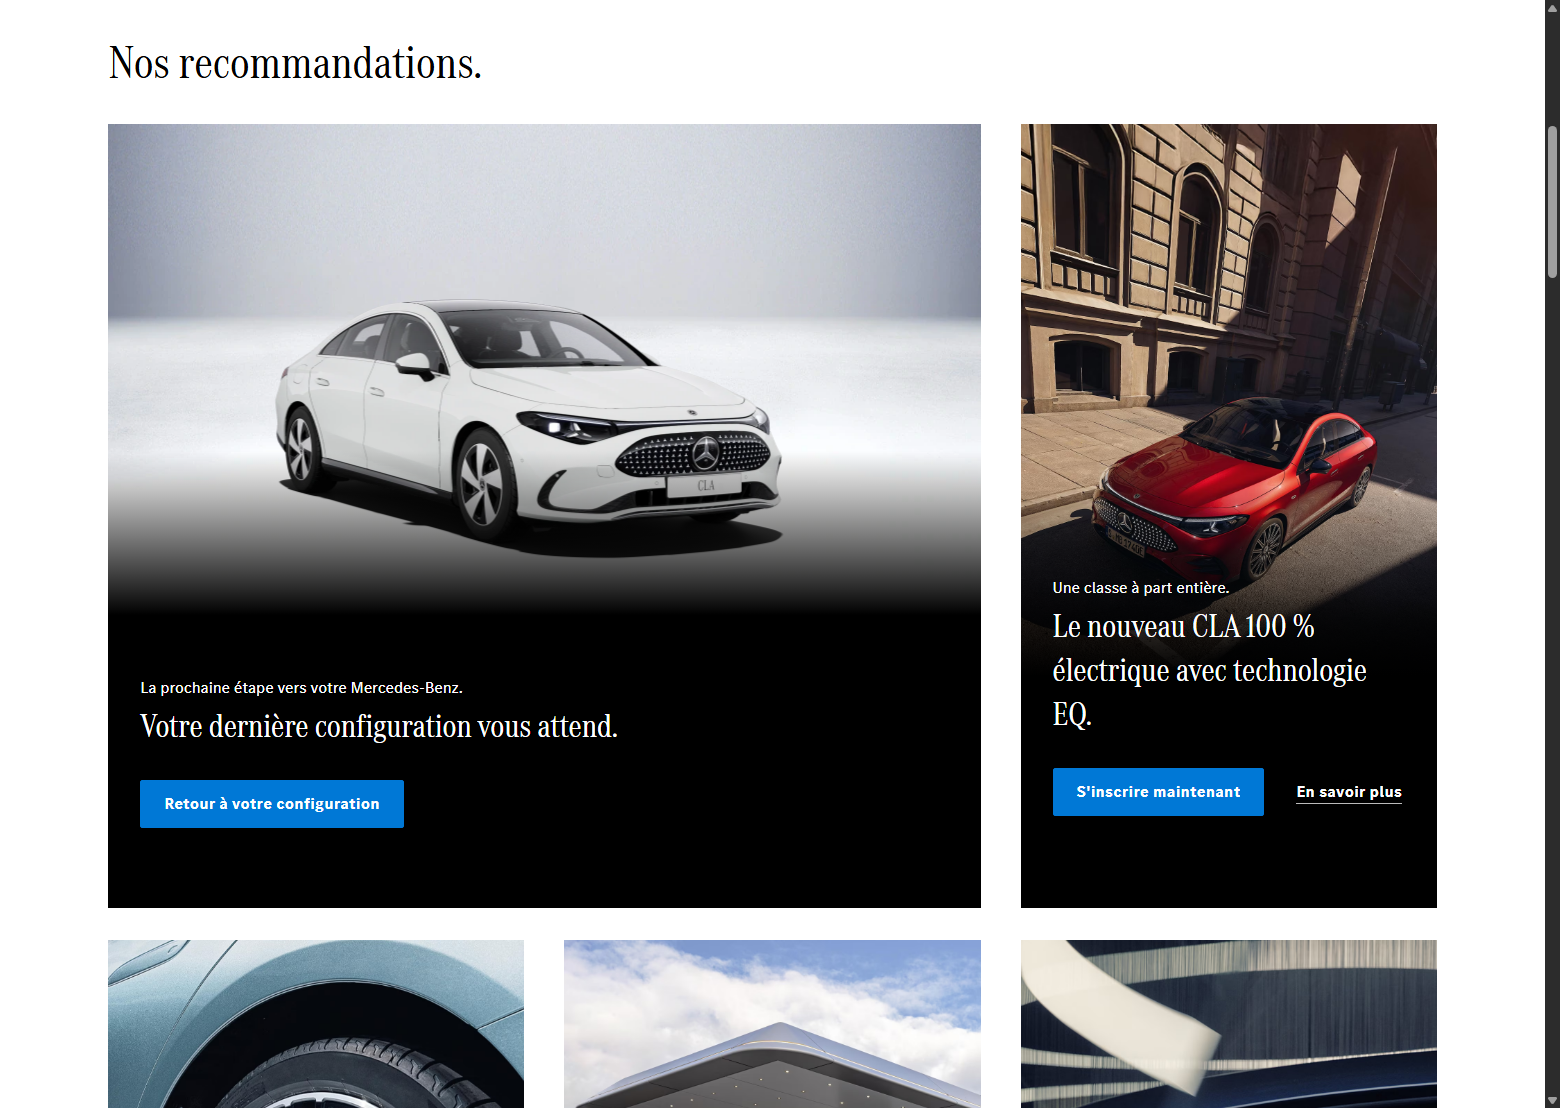 Nos recommandations.
CLA
La prochaine étape vers votre Mercedes-Benz.
Votre dernière configuration vous attend.
Retour à votre configuration
Une classe à part entière.
Le nouveau CLA 100 %
électrique avec technologie
EQ.
S'inscrire maintenant
En savoir plus